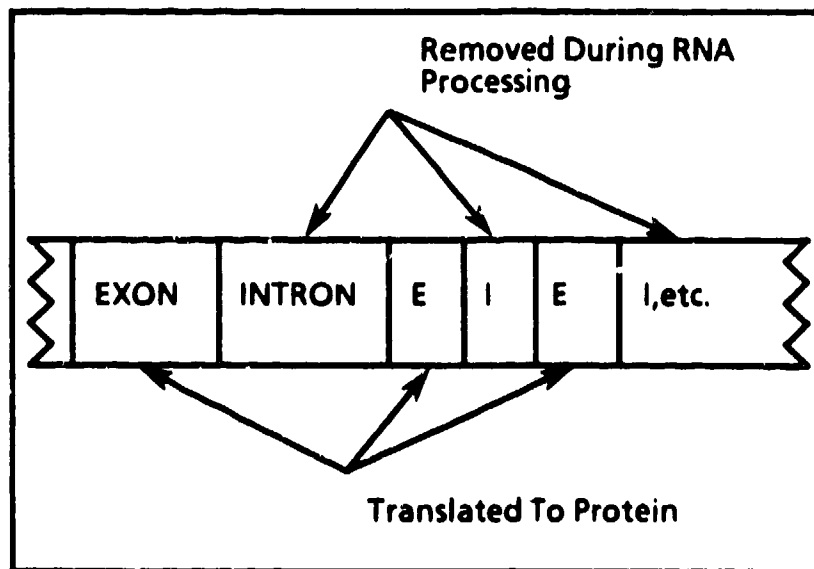 Removed During RNA
Processing
EXON INTRON E I E I,etc.
Translated To Protein